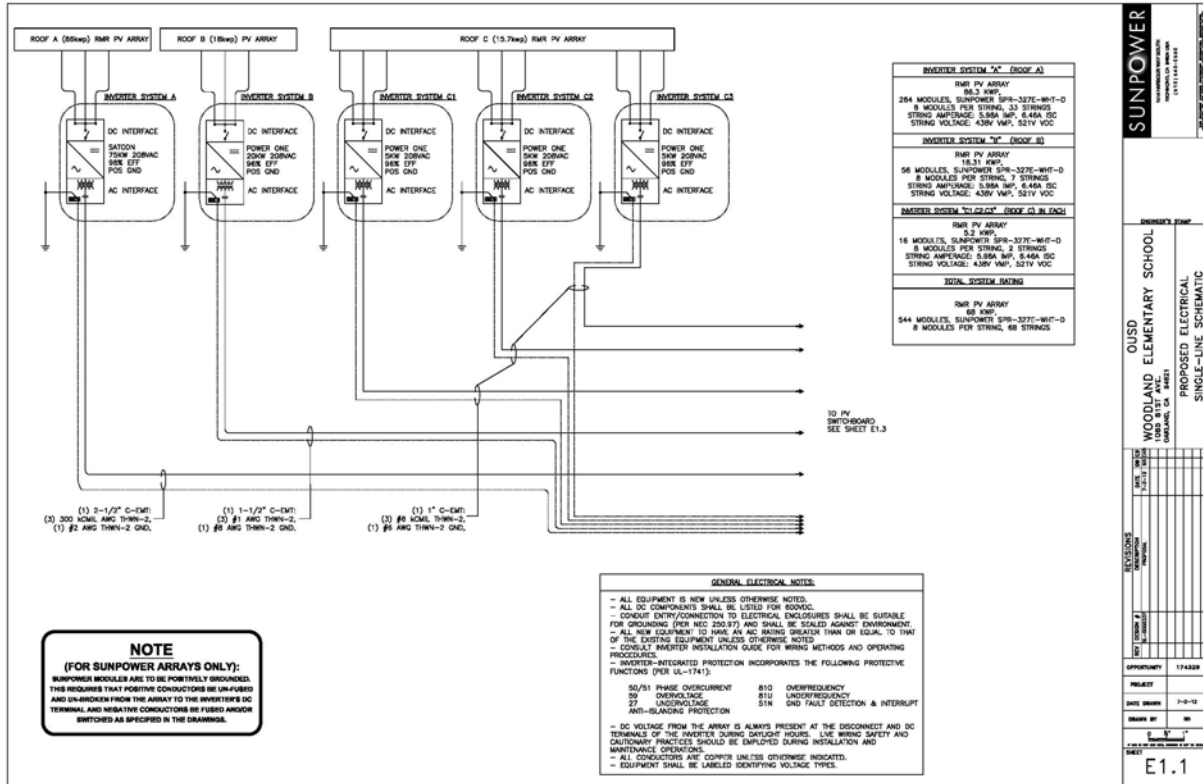 ROOF A (86kwp) RMR PV ARRAY
ROOF B (18kwp) PV ARRAY
ROOF C (15.7kwp) RMR PV ARRAY
INVERTER SYSTEM A
DC INTERFACE
SATCON
75KW 208VAC
96% EFF
POS GND
AC INTERFACE
INVERTER SYSTEM B
DC INTERFACE
POWER ONE
20KW 208VAC
96% EFF
POS GND
AC INTERFACE
INVERTER SYSTEM C1
DC INTERFACE
POWER ONE
5KW 208VAC
96% EFF
POS GND
AC INTERFACE
INVERTER SYSTEM C2
DC INTERFACE
POWER ONE
5KW 208VAC
96% EFF
POS GND
AC INTERFACE
INVERTER SYSTEM C3
DC INTERFACE
POWER ONE
5KW 208VAC
96% EFF
POS GND
AC INTERFACE
INVERTER SYSTEM "A" (ROOF A)
RMR PV ARRAY
86.3 KWP,
264 MODULES, SUNPOWER SPR-327E-WHT-D
8 MODULES PER STRING, 33 STRINGS
STRING AMPERAGE: 5.98A IMP, 6.46A ISC
STRING VOLTAGE: 438V VMP, 521V VOC
INVERTER SYSTEM "B" (ROOF B)
RMR PV ARRAY
18.31 KWP,
56 MODULES, SUNPOWER SPR-327E-WHT-D
8 MODULES PER STRING, 7 STRINGS
STRING AMPERAGE: 5.98A IMP, 6.46A ISC
STRING VOLTAGE: 438V VMP, 521V VOC
INVERTER SYSTEM "C1,C2,C3" (ROOF C) IN EACH
RMR PV ARRAY
5.2 KWP,
16 MODULES, SUNPOWER SPR-327E-WHT-D
8 MODULES PER STRING, 2 STRINGS
STRING AMPERAGE: 5.98A IMP, 6.46A ISC
STRING VOLTAGE: 438V VMP, 521V VOC
TOTAL SYSTEM RATING
RMR PV ARRAY
68 KWP,
544 MODULES, SUNPOWER SPR-327E-WHT-D
8 MODULES PER STRING, 68 STRINGS
TO PV
SWITCHBOARD
SEE SHEET E1.3
(1) 2-1/2" C-EMT:
(3) 300 kCMIL AWG THWN-2,
(1) #2 AWG THWN-2 GND,
(1) 1-1/2" C-EMT:
(3) #1 AWG THWN-2,
(1) #8 AWG THWN-2 GND,
(1) 1" C-EMT:
(3) #6 kCMIL THWN-2,
(1) #8 AWG THWN-2 GND,
NOTE
(FOR SUNPOWER ARRAYS ONLY):
SUNPOWER MODULES ARE TO BE POSITIVELY GROUNDED.
THIS REQUIRES THAT POSITIVE CONDUCTORS BE UN-FUSED
AND UN-BROKEN FROM THE ARRAY TO THE INVERTER'S DC
TERMINAL AND NEGATIVE CONDUCTORS BE FUSED AND/OR
SWITCHED AS SPECIFIED IN THE DRAWINGS.
GENERAL ELECTRICAL NOTES:
- ALL EQUIPMENT IS NEW UNLESS OTHERWISE NOTED.
- ALL DC COMPONENTS SHALL BE LISTED FOR 600VDC.
- CONDUIT ENTRY/CONNECTION TO ELECTRICAL ENCLOSURES SHALL BE SUITABLE
FOR GROUNDING (PER NEC 250.97) AND SHALL BE SEALED AGAINST ENVIRONMENT.
- ALL NEW EQUIPMENT TO HAVE AN AIC RATING GREATER THAN OR EQUAL TO THAT
OF THE EXISTING EQUIPMENT UNLESS OTHERWISE NOTED
- CONSULT INVERTER INSTALLATION GUIDE FOR WIRING METHODS AND OPERATING
PROCEDURES.
- INVERTER-INTEGRATED PROTECTION INCORPORATES THE FOLLOWING PROTECTIVE
FUNCTIONS (PER UL-1741):
50/51 PHASE OVERCURRENT 81O OVERFREQUENCY
59 OVERVOLTAGE 81U UNDERFREQUENCY
27 UNDERVOLTAGE 51N GND FAULT DETECTION & INTERRUPT
ANTI-ISLANDING PROTECTION
- DC VOLTAGE FROM THE ARRAY IS ALWAYS PRESENT AT THE DISCONNECT AND DC
TERMINALS OF THE INVERTER DURING DAYLIGHT HOURS. LIVE WIRING SAFETY AND
CAUTIONARY PRACTICES SHOULD BE EMPLOYED DURING INSTALLATION AND
MAINTENANCE OPERATIONS.
- ALL CONDUCTORS ARE COPPER UNLESS OTHERWISE INDICATED.
- EQUIPMENT SHALL BE LABELED IDENTIFYING VOLTAGE TYPES.
SUNPOWER
ENGINEER'S STAMP
OUSD
WOODLAND ELEMENTARY SCHOOL
1085 81ST AVE.
OAKLAND, CA 94621
PROPOSED ELECTRICAL
SINGLE-LINE SCHEMATIC
REVISIONS
REV
DESCRIPTION
DATE
PROPOSAL
OPPORTUNITY 174329
PROJECT
DATE DRAWN 7-2-12
DRAWN BY
SHEET
E1.1